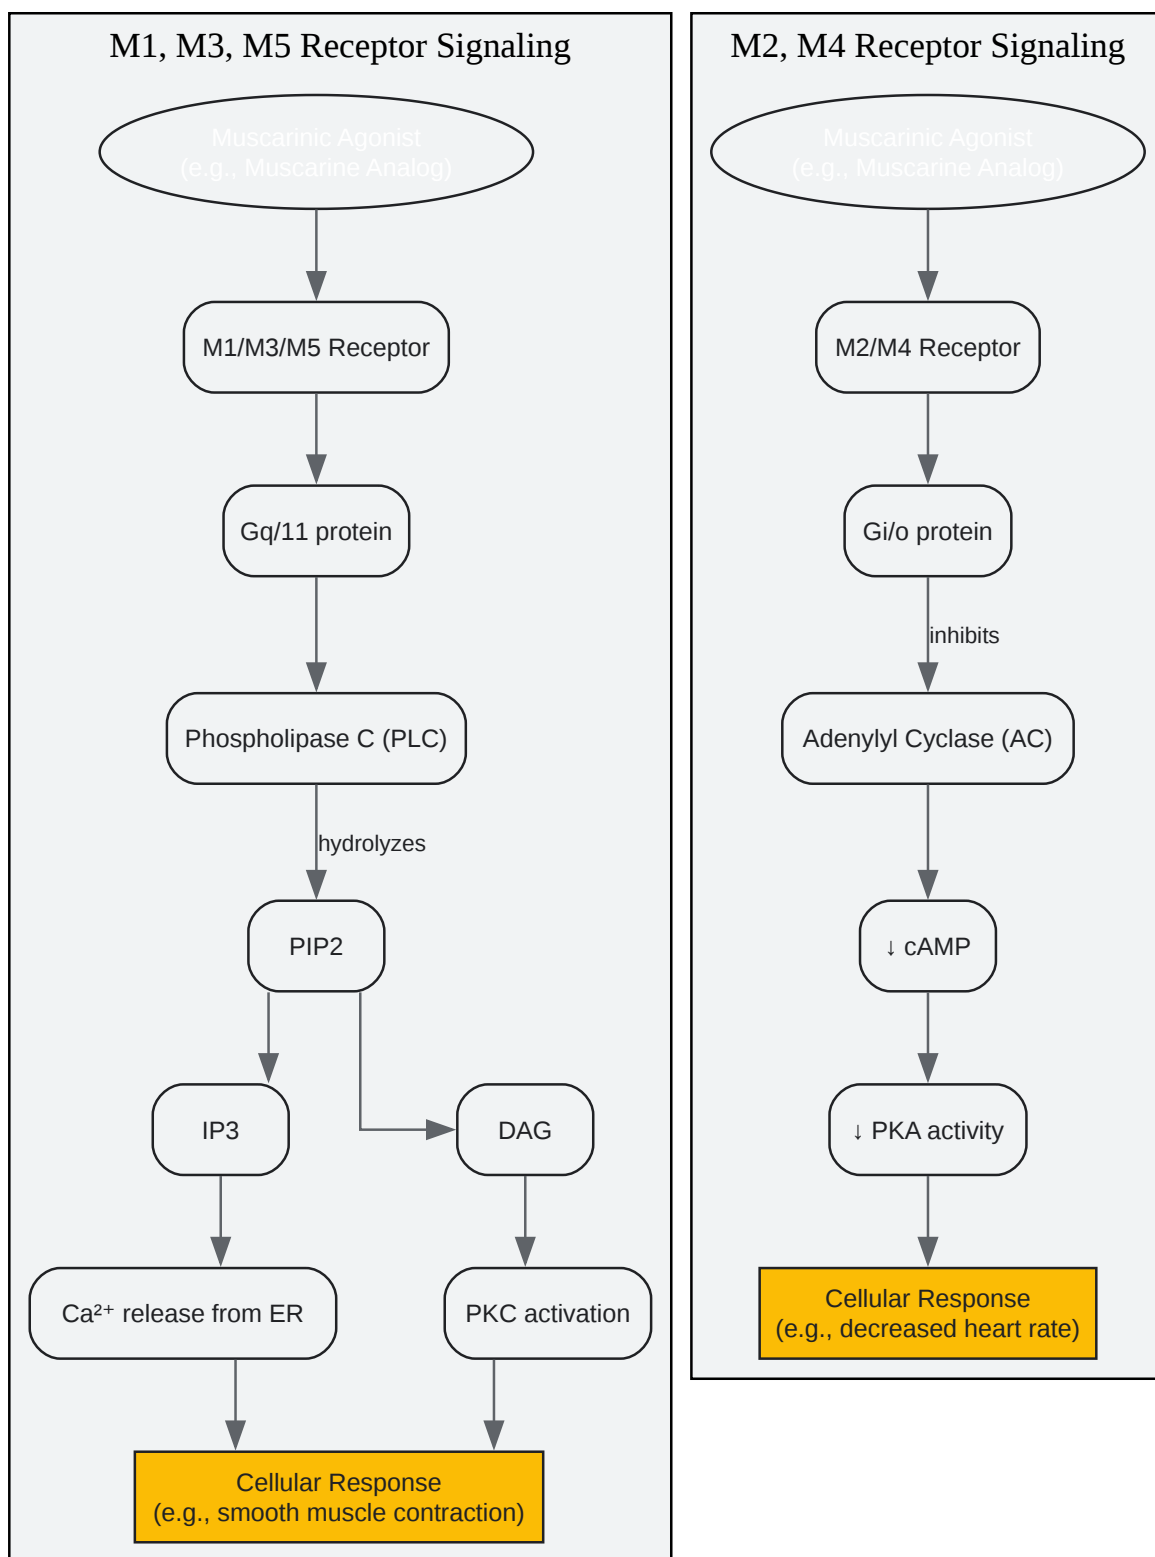 M1, M3, M5 Receptor Signaling
Muscarinic Agonist
(e.g., Muscarine Analog)
M1/M3/M5 Receptor
Gq/11 protein
Phospholipase C (PLC)
hydrolyzes
PIP2
IP3
DAG
Ca²⁺ release from ER
PKC activation
Cellular Response
(e.g., smooth muscle contraction)
M2, M4 Receptor Signaling
Muscarinic Agonist
(e.g., Muscarine Analog)
M2/M4 Receptor
Gi/o protein
inhibits
Adenylyl Cyclase (AC)
↓ cAMP
↓ PKA activity
Cellular Response
(e.g., decreased heart rate)